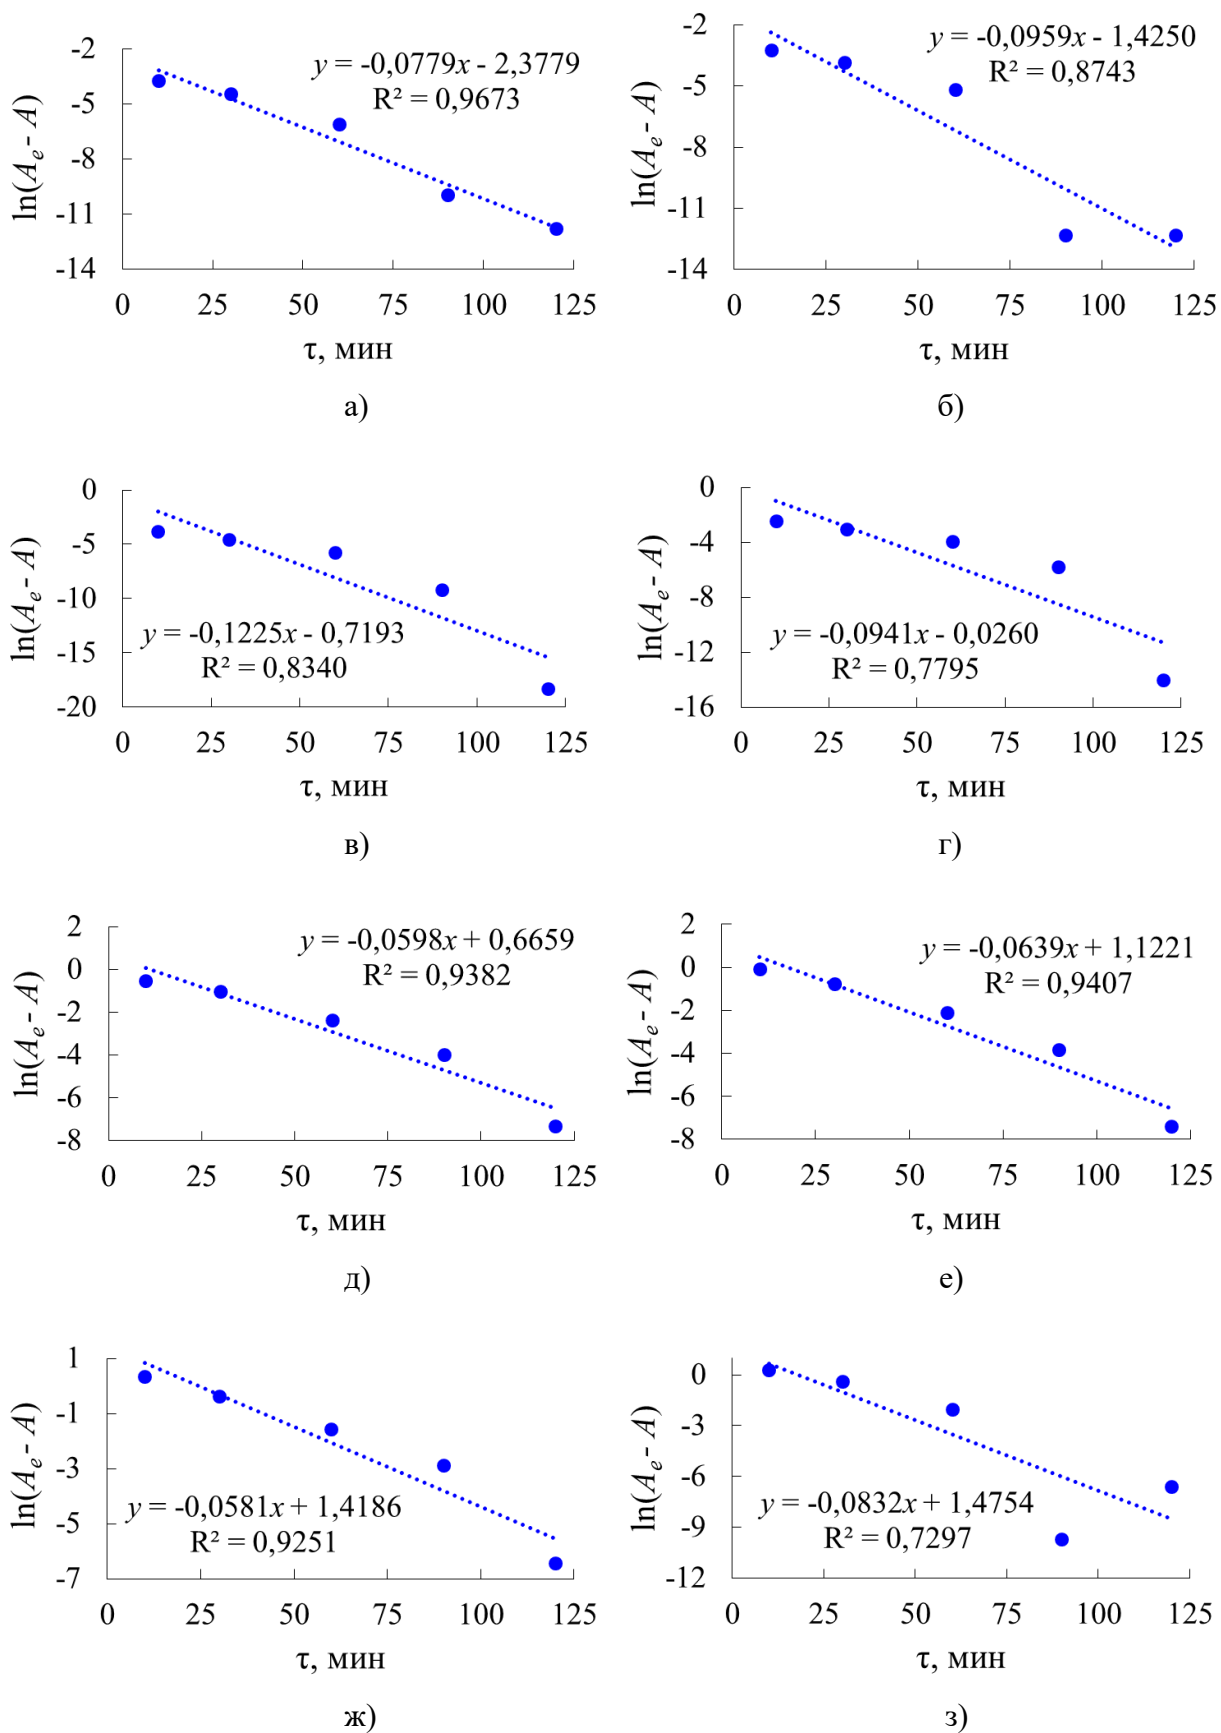 y = -0,0779x - 2,3779
R² = 0,9673
ln(Aₑ - A)
-2
-5
-8
-11
-14
0 25 50 75 100 125
τ, мин
а)
y = -0,0959x - 1,4250
R² = 0,8743
ln(Aₑ - A)
-2
-5
-8
-11
-14
0 25 50 75 100 125
τ, мин
б)
ln(Aₑ - A)
0
-5
-10
-15
-20
y = -0,1225x - 0,7193
R² = 0,8340
0 25 50 75 100 125
τ, мин
в)
ln(Aₑ - A)
0
-4
-8
-12
-16
y = -0,0941x - 0,0260
R² = 0,7795
0 25 50 75 100 125
τ, мин
г)
y = -0,0598x + 0,6659
R² = 0,9382
ln(Aₑ - A)
2
0
-2
-4
-6
-8
0 25 50 75 100 125
τ, мин
д)
y = -0,0639x + 1,1221
R² = 0,9407
ln(Aₑ - A)
2
0
-2
-4
-6
-8
0 25 50 75 100 125
τ, мин
е)
ln(Aₑ - A)
1
-1
-3
-5
-7
y = -0,0581x + 1,4186
R² = 0,9251
0 25 50 75 100 125
τ, мин
ж)
ln(Aₑ - A)
0
-3
-6
-9
-12
y = -0,0832x + 1,4754
R² = 0,7297
0 25 50 75 100 125
τ, мин
з)